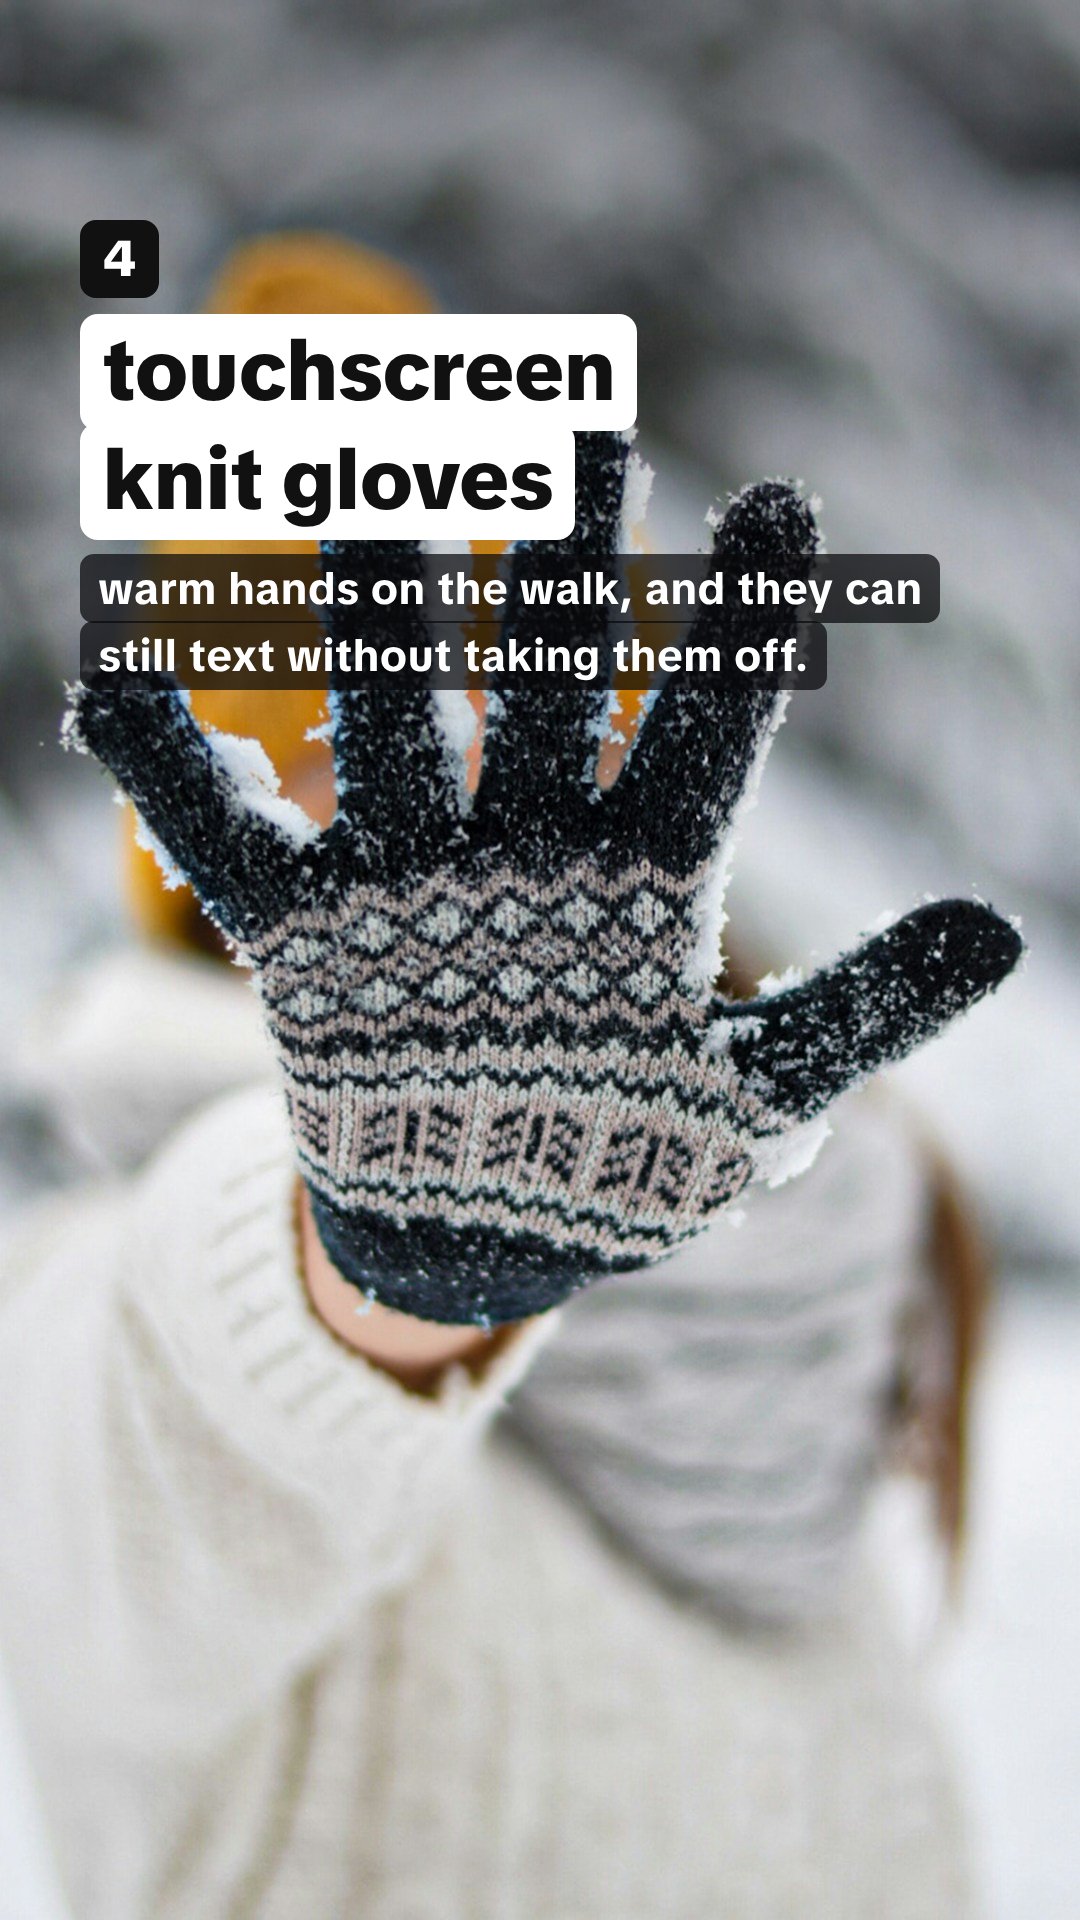 4
touchscreen
knit gloves
warm hands on the walk, and they can
still text without taking them off.